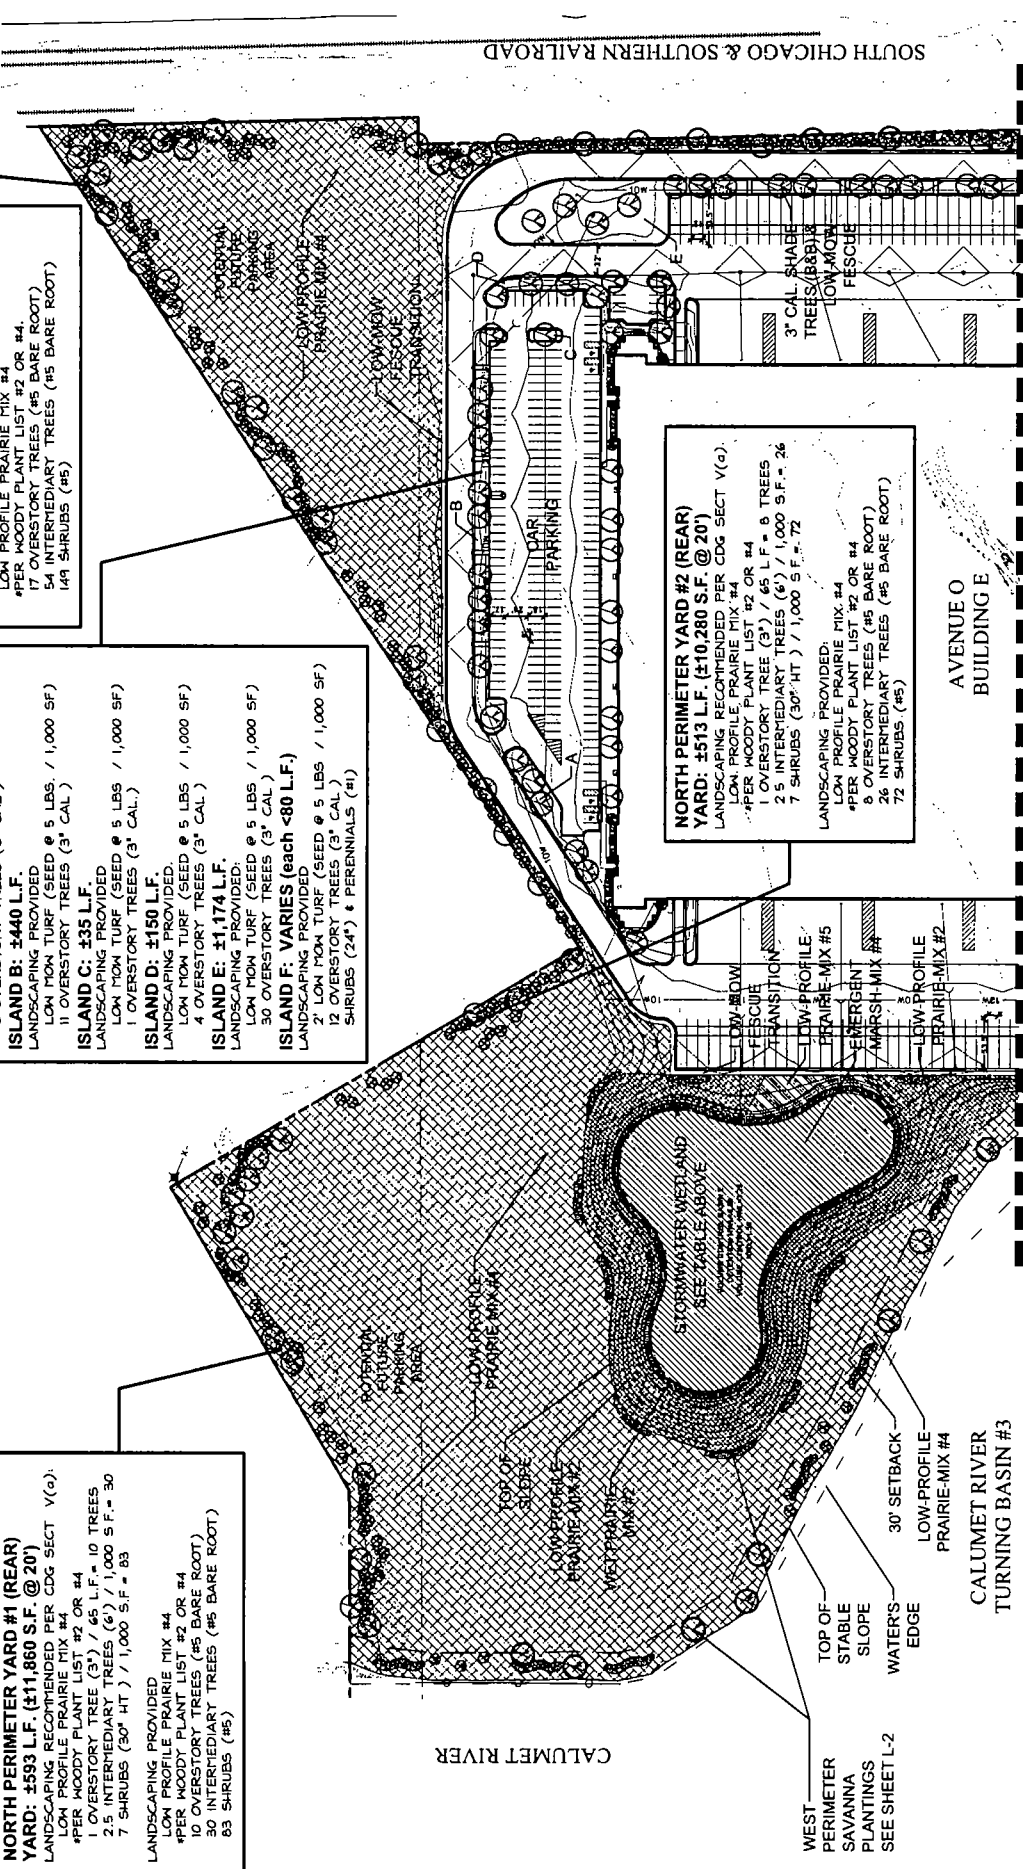 SOUTH CHICAGO & SOUTHERN RAILROAD
LOW PROFILE PRAIRIE MIX #4
*PER WOODY PLANT LIST #2 OR #4.
17 OVERSTORY TREES (#5 BARE ROOT)
54 INTERMEDIARY TREES (#5 BARE ROOT)
149 SHRUBS (#5)
ISLAND B: ±440 L.F.
LANDSCAPING PROVIDED
LOW MOW TURF (SEED @ 5 LBS. / 1,000 SF)
11 OVERSTORY TREES (3" CAL )
ISLAND C: ±35 L.F.
LANDSCAPING PROVIDED
LOW MOW TURF (SEED @ 5 LBS / 1,000 SF)
1 OVERSTORY TREES (3" CAL.)
ISLAND D: ±150 L.F.
LANDSCAPING PROVIDED.
LOW MOW TURF (SEED @ 5 LBS / 1,000 SF)
4 OVERSTORY TREES (3" CAL )
ISLAND E: ±1,174 L.F.
LANDSCAPING PROVIDED:
LOW MOW TURF (SEED @ 5 LBS / 1,000 SF)
30 OVERSTORY TREES (3" CAL )
ISLAND F: VARIES (each <80 L.F.)
LANDSCAPING PROVIDED
2' LOW MOW TURF (SEED @ 5 LBS / 1,000 SF)
12 OVERSTORY TREES (3" CAL )
SHRUBS (24") & PERENNIALS (#1)
NORTH PERIMETER YARD #1 (REAR)
YARD: ±593 L.F. (±11,860 S.F. @ 20')
LANDSCAPING RECOMMENDED PER CDG SECT V(a):
LOW PROFILE PRAIRIE MIX #4
*PER WOODY PLANT LIST #2 OR #4
1 OVERSTORY TREE (3") / 65 L.F.= 10 TREES
2.5 INTERMEDIARY TREES (6') / 1,000 S F.= 30
7 SHRUBS (30" HT ) / 1,000 S.F = 83
LANDSCAPING PROVIDED
LOW PROFILE PRAIRIE MIX #4
*PER WOODY PLANT LIST #2 OR #4
10 OVERSTORY TREES (#5 BARE ROOT)
30 INTERMEDIARY TREES (#5 BARE ROOT)
83 SHRUBS (#5)
NORTH PERIMETER YARD #2 (REAR)
YARD: ±513 L.F. (±10,280 S.F. @ 20')
LANDSCAPING RECOMMENDED PER CDG SECT V(a).
LOW PROFILE PRAIRIE MIX #4
*PER WOODY PLANT LIST #2 OR #4
1 OVERSTORY TREE (3") / 65 L F = 8 TREES
2 5 INTERMEDIARY TREES (6') / 1,000 S.F.= 26
7 SHRUBS (30" HT ) / 1,000 S F = 72
LANDSCAPING PROVIDED:
LOW PROFILE PRAIRIE MIX #4
*PER WOODY PLANT LIST #2 OR #4
8 OVERSTORY TREES (#5 BARE ROOT)
26 INTERMEDIARY TREES (#5 BARE ROOT)
72 SHRUBS (#5)
POTENTIAL
FUTURE
PARKING
AREA
LOW-PROFILE
PRAIRIE-MIX #4
LOW-MOW
FESCUE
TRANSITION
A
B
C
D
E
CAR
PARKING
3" CAL. SHADE
TREES (B&B) &
LOW-MOW
FESCUE
AVENUE O
BUILDING E
LOW-MOW
FESCUE
TRANSITION
LOW-PROFILE
PRAIRIE-MIX #5
EMERGENT
MARSH-MIX #4
LOW-PROFILE
PRAIRIE-MIX #2
POTENTIAL
FUTURE
PARKING
AREA
LOW-PROFILE
PRAIRIE-MIX #4
STORMWATER WETLAND
SEE TABLE ABOVE
TOP OF
SLOPE
LOW-PROFILE
PRAIRIE-MIX #2
WET PRAIRIE
MIX #2
30' SETBACK
LOW-PROFILE
PRAIRIE-MIX #4
TOP OF
STABLE
SLOPE
WATER'S
EDGE
WEST
PERIMETER
SAVANNA
PLANTINGS
SEE SHEET L-2
CALUMET RIVER
CALUMET RIVER
TURNING BASIN #3